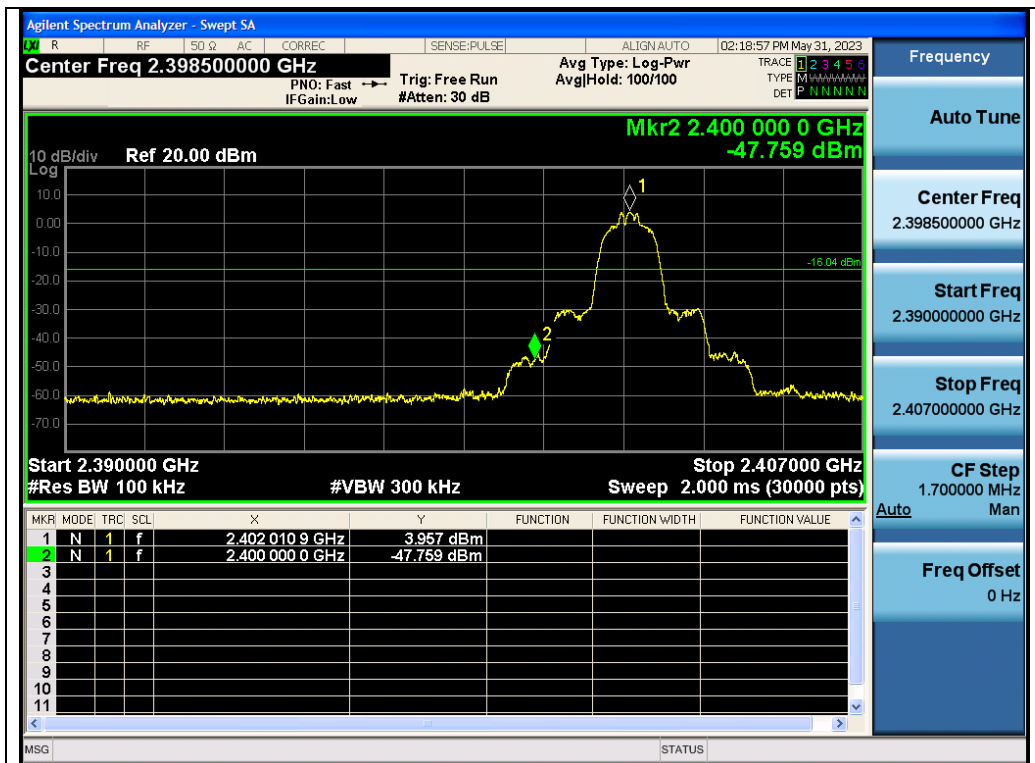 Agilent Spectrum Analyzer - Swept SA
LXI R RF 50 Ω AC CORREC SENSE:PULSE ALIGN AUTO 02:18:57 PM May 31, 2023
Center Freq 2.398500000 GHz
PNO: Fast
IFGain:Low
Trig: Free Run
#Atten: 30 dB
Avg Type: Log-Pwr
Avg|Hold: 100/100
TRACE 1 2 3 4 5 6
TYPE M WWWWW
DET P N N N N N
Mkr2 2.400 000 0 GHz
-47.759 dBm
10 dB/div Ref 20.00 dBm
Log
10.0
0.00
-10.0
-20.0
-30.0
-40.0
-50.0
-60.0
-70.0
1
2
-16.04 dBm
Start 2.390000 GHz Stop 2.407000 GHz
#Res BW 100 kHz #VBW 300 kHz Sweep 2.000 ms (30000 pts)
MKR MODE TRC SCL X Y FUNCTION FUNCTION WIDTH FUNCTION VALUE
1 N 1 f 2.402 010 9 GHz 3.957 dBm
2 N 1 f 2.400 000 0 GHz -47.759 dBm
3
4
5
6
7
8
9
10
11
MSG STATUS
Frequency
Auto Tune
Center Freq
2.398500000 GHz
Start Freq
2.390000000 GHz
Stop Freq
2.407000000 GHz
CF Step
1.700000 MHz
Auto Man
Freq Offset
0 Hz